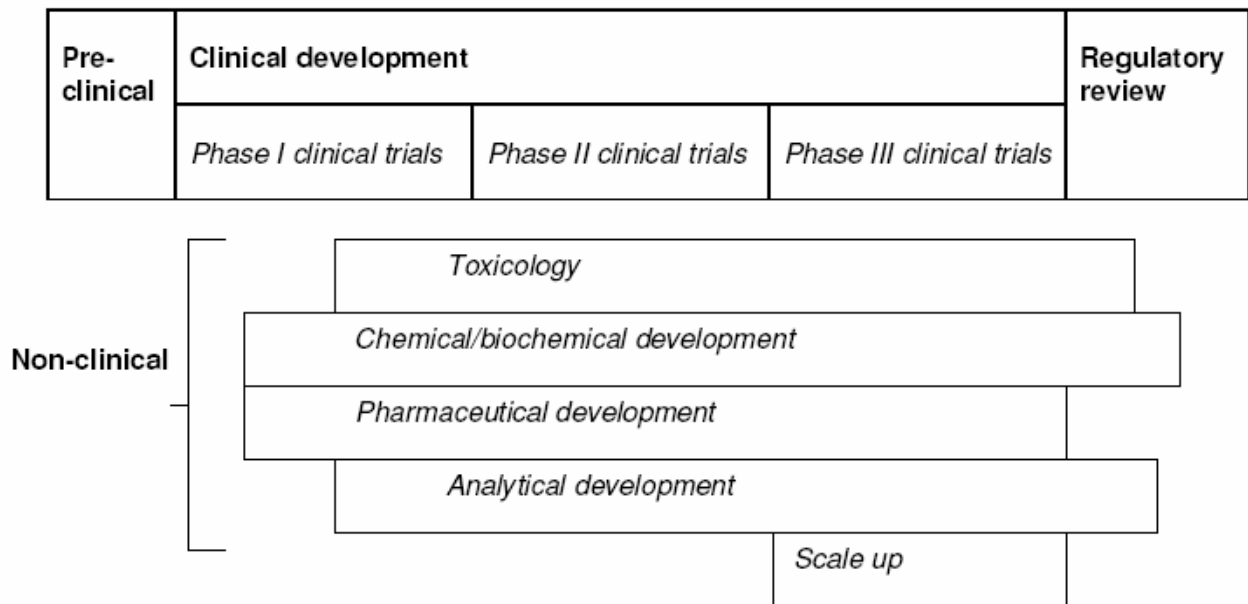 Pre-
clinical
Clinical development
Regulatory
review
Phase I clinical trials
Phase II clinical trials
Phase III clinical trials
Toxicology
Chemical/biochemical development
Non-clinical
Pharmaceutical development
Analytical development
Scale up